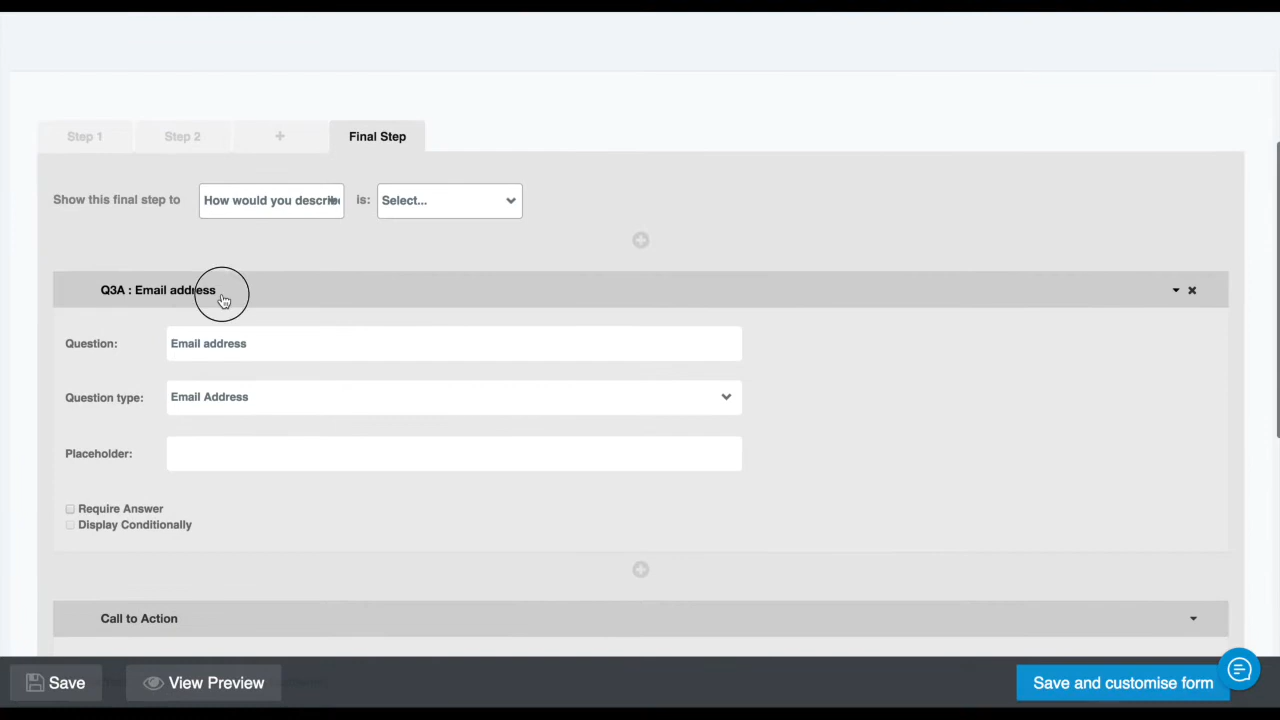 Step 1 Step 2 + Final Step
Show this final step to How would you describe is: Select...
Q3A : Email address
Question: Email address
Question type: Email Address
Placeholder:
Require Answer
Display Conditionally
Call to Action
Save View Preview Save and customise form